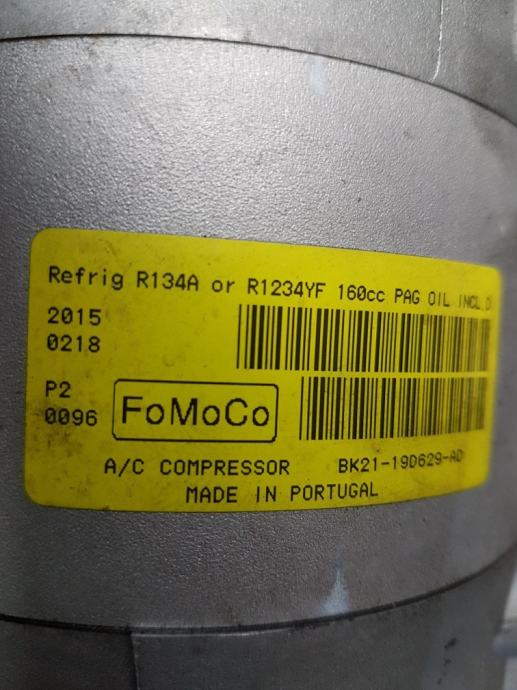 Refrig R134A or R1234YF 160cc PAG OIL INCL D
2015
0218
P2
0096
FoMoCo
A/C COMPRESSOR BK21-19D629-AD
MADE IN PORTUGAL